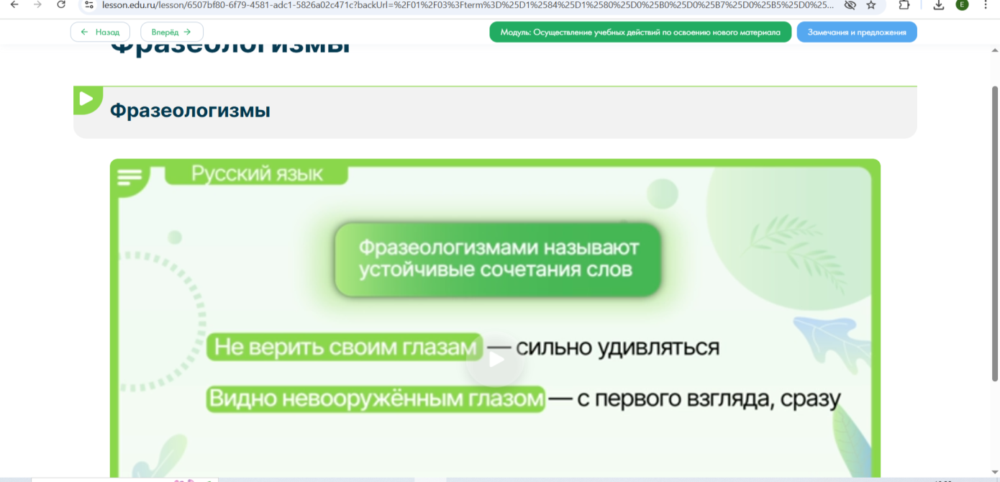 lesson.edu.ru/lesson/6507bf80-6f79-4581-adc1-5826a02c471c?backUrl=%2F01%2F03%3Fterm%3D%25D1%2584%25D1%2580%25D0%25B0%25D0%25B7%25D0%25B5%25D0%25...
E
← Назад
Вперёд →
Модуль: Осуществление учебных действий по освоению нового материала
Замечания и предложения
Фразеологизмы
Фразеологизмы
Русский язык
Фразеологизмами называют
устойчивые сочетания слов
Не верить своим глазам — сильно удивляться
Видно невооружённым глазом — с первого взгляда, сразу